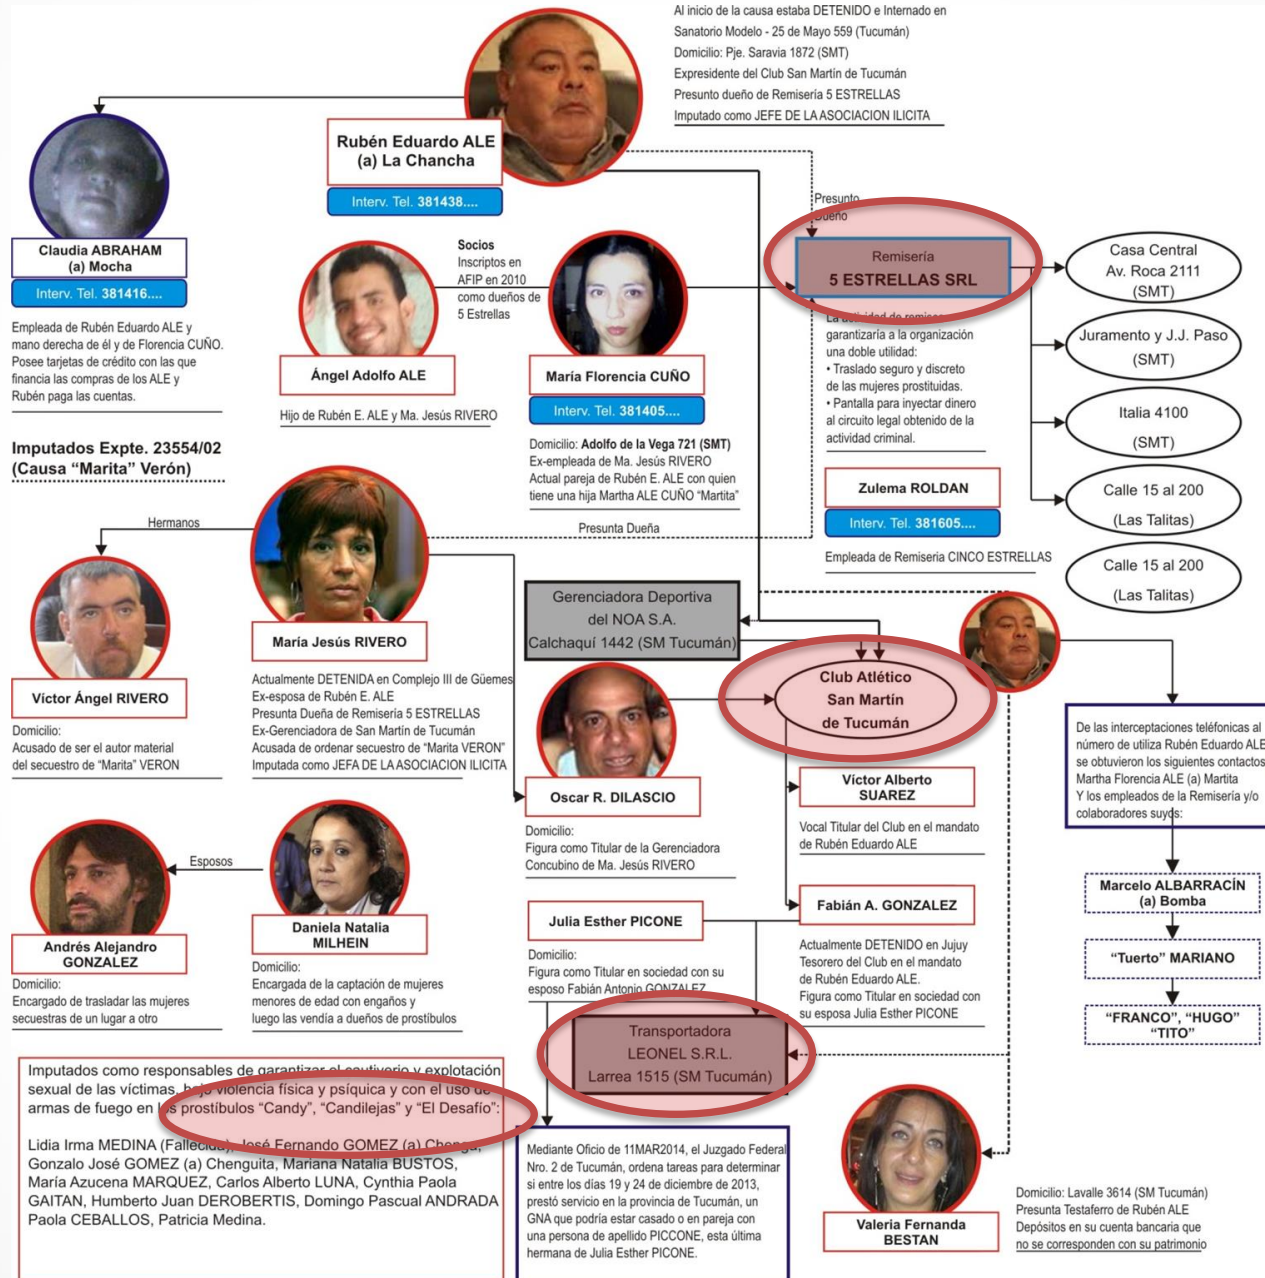 Al inicio de la causa estaba DETENIDO e Internado en
Sanatorio Modelo - 25 de Mayo 559 (Tucumán)
Domicilio: Pje. Saravia 1872 (SMT)
Expresidente del Club San Martín de Tucumán
Presunto dueño de Remisería 5 ESTRELLAS
Imputado como JEFE DE LA ASOCIACION ILICITA
Rubén Eduardo ALE
(a) La Chancha
Interv. Tel. 381438....
Claudia ABRAHAM
(a) Mocha
Interv. Tel. 381416....
Empleada de Rubén Eduardo ALE y
mano derecha de él y de Florencia CUÑO.
Posee tarjetas de crédito con las que
financia las compras de los ALE y
Rubén paga las cuentas.
Socios
Inscriptos en
AFIP en 2010
como dueños de
5 Estrellas
Ángel Adolfo ALE
Hijo de Rubén E. ALE y Ma. Jesús RIVERO
María Florencia CUÑO
Interv. Tel. 381405....
Domicilio: Adolfo de la Vega 721 (SMT)
Ex-empleada de Ma. Jesús RIVERO
Actual pareja de Rubén E. ALE con quien
tiene una hija Martha ALE CUÑO “Martita”
Presunto
Dueño
Remisería
5 ESTRELLAS SRL
La actividad de
garantizaría a la organización
una doble utilidad:
• Traslado seguro y discreto
de las mujeres prostituidas.
• Pantalla para inyectar dinero
al circuito legal obtenido de la
actividad criminal.
Casa Central
Av. Roca 2111
(SMT)
Juramento y J.J. Paso
(SMT)
Italia 4100
(SMT)
Calle 15 al 200
(Las Talitas)
Calle 15 al 200
(Las Talitas)
Zulema ROLDAN
Interv. Tel. 381605....
Empleada de Remiseria CINCO ESTRELLAS
Imputados Expte. 23554/02
(Causa “Marita” Verón)
Hermanos
Presunta Dueña
María Jesús RIVERO
Actualmente DETENIDA en Complejo III de Güemes
Ex-esposa de Rubén E. ALE
Presunta Dueña de Remisería 5 ESTRELLAS
Ex-Gerenciadora de San Martín de Tucumán
Acusada de ordenar secuestro de “Marita VERON”
Imputada como JEFA DE LA ASOCIACION ILICITA
Víctor Ángel RIVERO
Domicilio:
Acusado de ser el autor material
del secuestro de “Marita” VERON
Gerenciadora Deportiva
del NOA S.A.
Calchaquí 1442 (SM Tucumán)
Club Atlético
San Martín
de Tucumán
Oscar R. DILASCIO
Domicilio:
Figura como Titular de la Gerenciadora
Concubino de Ma. Jesús RIVERO
Víctor Alberto
SUAREZ
Vocal Titular del Club en el mandato
de Rubén Eduardo ALE
De las interceptaciones teléfonicas al
número de utiliza Rubén Eduardo ALE
se obtuvieron los siguientes contactos
Martha Florencia ALE (a) Martita
Y los empleados de la Remisería y/o
colaboradores suyos:
Marcelo ALBARRACÍN
(a) Bomba
“Tuerto” MARIANO
“FRANCO”, “HUGO”
“TITO”
Esposos
Andrés Alejandro
GONZALEZ
Domicilio:
Encargado de trasladar las mujeres
secuestras de un lugar a otro
Daniela Natalia
MILHEIN
Domicilio:
Encargada de la captación de mujeres
menores de edad con engaños y
luego las vendía a dueños de prostíbulos
Julia Esther PICONE
Domicilio:
Figura como Titular en sociedad con su
esposo Fabián Antonio GONZALEZ
Fabián A. GONZALEZ
Actualmente DETENIDO en Jujuy
Tesorero del Club en el mandato
de Rubén Eduardo ALE.
Figura como Titular en sociedad con
su esposa Julia Esther PICONE
Transportadora
LEONEL S.R.L.
Larrea 1515 (SM Tucumán)
Imputados como responsables de garantizar el cautiverio y explotación
sexual de las víctimas, bajo violencia física y psíquica y con el uso de
armas de fuego en los prostíbulos “Candy”, “Candilejas” y “El Desafío”:
Lidia Irma MEDINA (Fallecida), José Fernando GOMEZ (a) Chenga,
Gonzalo José GOMEZ (a) Chenguita, Mariana Natalia BUSTOS,
María Azucena MARQUEZ, Carlos Alberto LUNA, Cynthia Paola
GAITAN, Humberto Juan DEROBERTIS, Domingo Pascual ANDRADA
Paola CEBALLOS, Patricia Medina.
Mediante Oficio de 11MAR2014, el Juzgado Federal
Nro. 2 de Tucumán, ordena tareas para determinar
si entre los días 19 y 24 de diciembre de 2013,
prestó servicio en la provincia de Tucumán, un
GNA que podría estar casado o en pareja con
una persona de apellido PICCONE, esta última
hermana de Julia Esther PICONE.
Valeria Fernanda
BESTAN
Domicilio: Lavalle 3614 (SM Tucumán)
Presunta Testaferro de Rubén ALE
Depósitos en su cuenta bancaria que
no se corresponden con su patrimonio